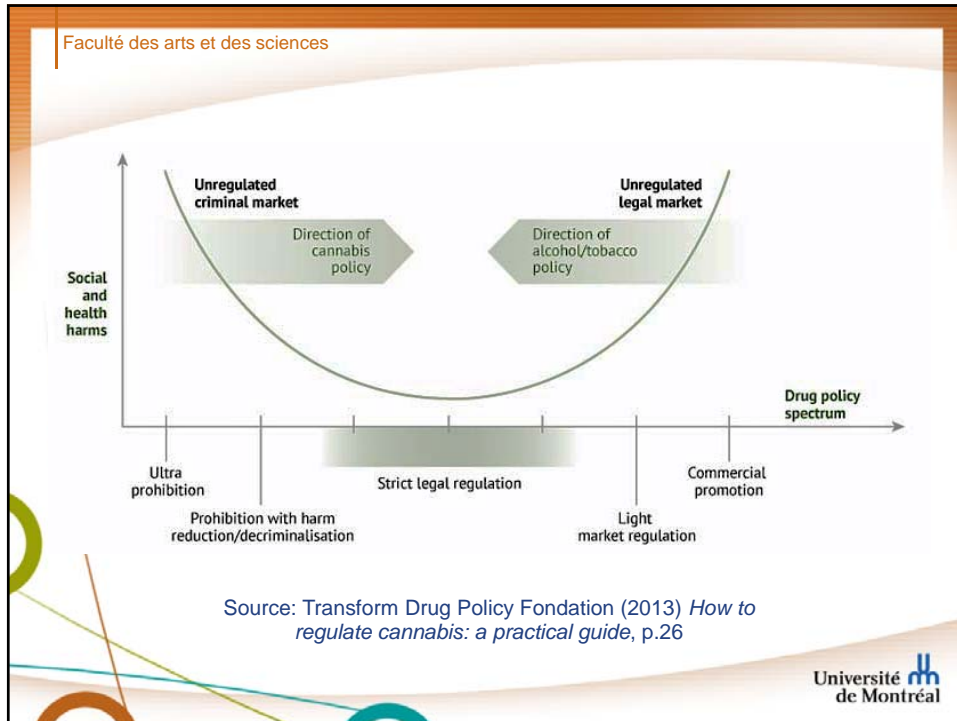 Faculté des arts et des sciences
Unregulated
criminal market
Unregulated
legal market
Direction of
cannabis
policy
Direction of
alcohol/tobacco
policy
Social
and
health
harms
Drug policy
spectrum
Ultra
prohibition
Strict legal regulation
Commercial
promotion
Prohibition with harm
reduction/decriminalisation
Light
market regulation
Source: Transform Drug Policy Fondation (2013) How to
regulate cannabis: a practical guide, p.26
Université
de Montréal